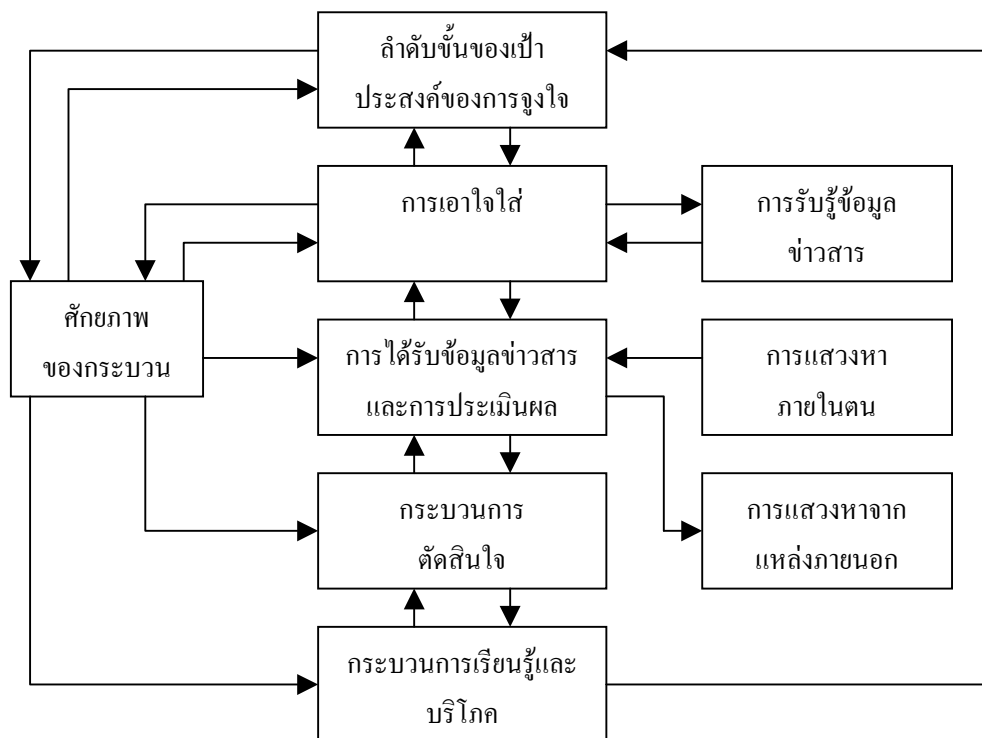 ลำดับขั้นของเป้า
ประสงค์ของการจูงใจ
การเอาใจใส่
การรับรู้ข้อมูล
ข่าวสาร
ศักยภาพ
ของกระบวน
การได้รับข้อมูลข่าวสาร
และการประเมินผล
การแสวงหา
ภายในตน
กระบวนการ
ตัดสินใจ
การแสวงหาจาก
แหล่งภายนอก
กระบวนการเรียนรู้และ
บริโภค